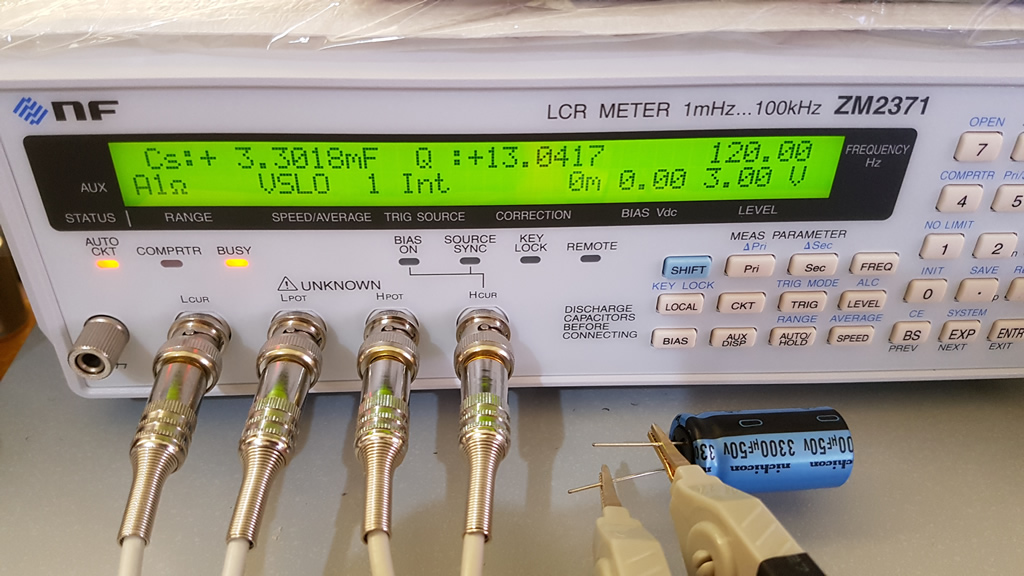 NF LCR METER 1mHz...100kHz ZM2371
Cs:+ 3.3018mF Q :+13.0417 120.00
A1Ω VSLO 1 Int 0m 0.00 3.00 V
FREQUENCY
Hz
AUX
STATUS RANGE SPEED/AVERAGE TRIG SOURCE CORRECTION BIAS Vdc LEVEL
AUTO CKT COMPRTR BUSY BIAS ON SOURCE SYNC KEY LOCK REMOTE
UNKNOWN
LCUR LPOT HPOT HCUR
DISCHARGE
CAPACITORS
BEFORE
CONNECTING
MEAS PARAMETER
ΔPri ΔSec
SHIFT Pri Sec FREQ
KEY LOCK TRIG MODE ALC
LOCAL CKT TRIG LEVEL
RANGE AVERAGE
BIAS AUX DISP AUTO/HOLD SPEED
OPEN
7
COMPRTR Pri/
4 5
NO LIMIT
1 2
INIT SAVE
0 . P
CE SYSTEM
BS EXP ENTR
PREV NEXT EXIT
00µF50V 3300µF50V 330
nichicon nichicon